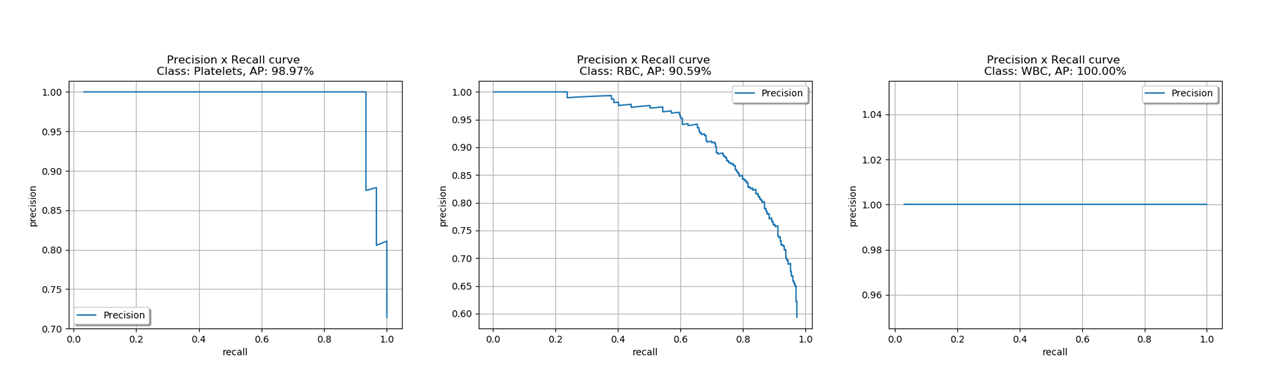 Precision x Recall curve
Class: Platelets, AP: 98.97%
1.00
0.95
0.90
0.85
0.80
0.75
0.70
precision
Precision
0.0 0.2 0.4 0.6 0.8 1.0
recall
Precision x Recall curve
Class: RBC, AP: 90.59%
Precision
1.00
0.95
0.90
0.85
0.80
0.75
0.70
0.65
0.60
precision
0.0 0.2 0.4 0.6 0.8 1.0
recall
Precision x Recall curve
Class: WBC, AP: 100.00%
Precision
1.04
1.02
1.00
0.98
0.96
precision
0.0 0.2 0.4 0.6 0.8 1.0
recall